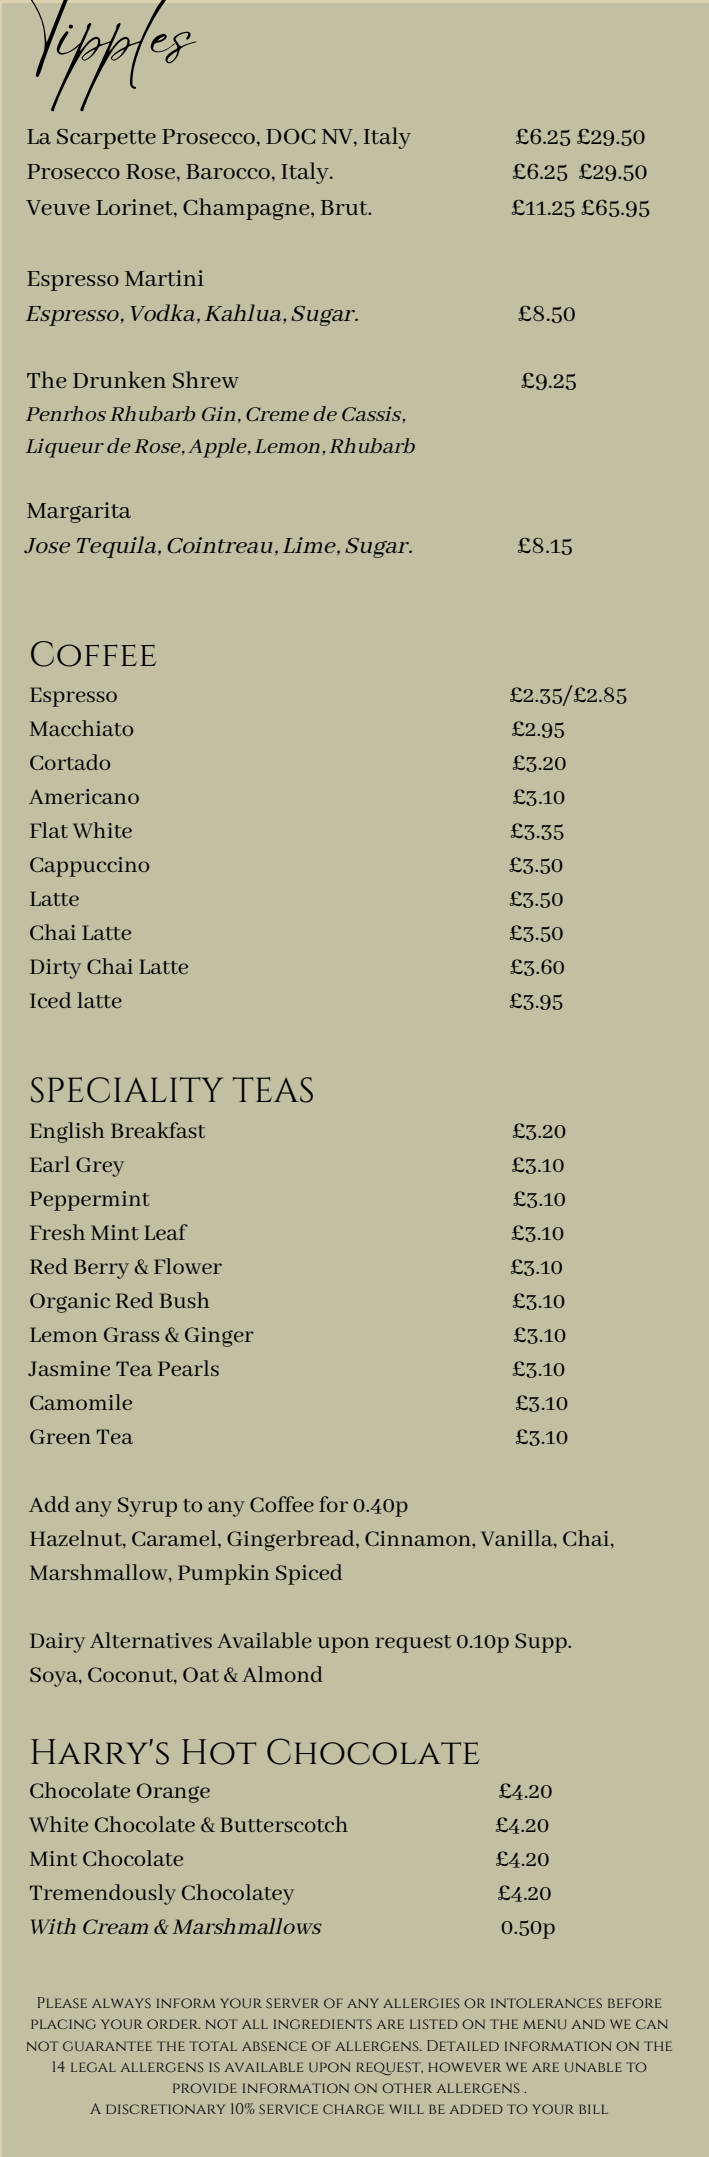 Tipples
La Scarpette Prosecco, DOC NV, Italy £6.25 £29.50
Prosecco Rose, Barocco, Italy. £6.25 £29.50
Veuve Lorinet, Champagne, Brut. £11.25 £65.95
Espresso Martini
Espresso, Vodka, Kahlua, Sugar. £8.50
The Drunken Shrew £9.25
Penrhos Rhubarb Gin, Creme de Cassis,
Liqueur de Rose, Apple, Lemon, Rhubarb
Margarita
Jose Tequila, Cointreau, Lime, Sugar. £8.15
Coffee
Espresso £2.35/£2.85
Macchiato £2.95
Cortado £3.20
Americano £3.10
Flat White £3.35
Cappuccino £3.50
Latte £3.50
Chai Latte £3.50
Dirty Chai Latte £3.60
Iced latte £3.95
SPECIALITY TEAS
English Breakfast £3.20
Earl Grey £3.10
Peppermint £3.10
Fresh Mint Leaf £3.10
Red Berry & Flower £3.10
Organic Red Bush £3.10
Lemon Grass & Ginger £3.10
Jasmine Tea Pearls £3.10
Camomile £3.10
Green Tea £3.10
Add any Syrup to any Coffee for 0.40p
Hazelnut, Caramel, Gingerbread, Cinnamon, Vanilla, Chai,
Marshmallow, Pumpkin Spiced
Dairy Alternatives Available upon request 0.10p Supp.
Soya, Coconut, Oat & Almond
Harry's Hot Chocolate
Chocolate Orange £4.20
White Chocolate & Butterscotch £4.20
Mint Chocolate £4.20
Tremendously Chocolatey £4.20
With Cream & Marshmallows 0.50p
Please always inform your server of any allergies or intolerances before
placing your order. not all ingredients are listed on the menu and we can
not guarantee the total absence of allergens. Detailed information on the
14 legal allergens is available upon request, however we are unable to
provide information on other allergens .
A discretionary 10% service charge will be added to your bill